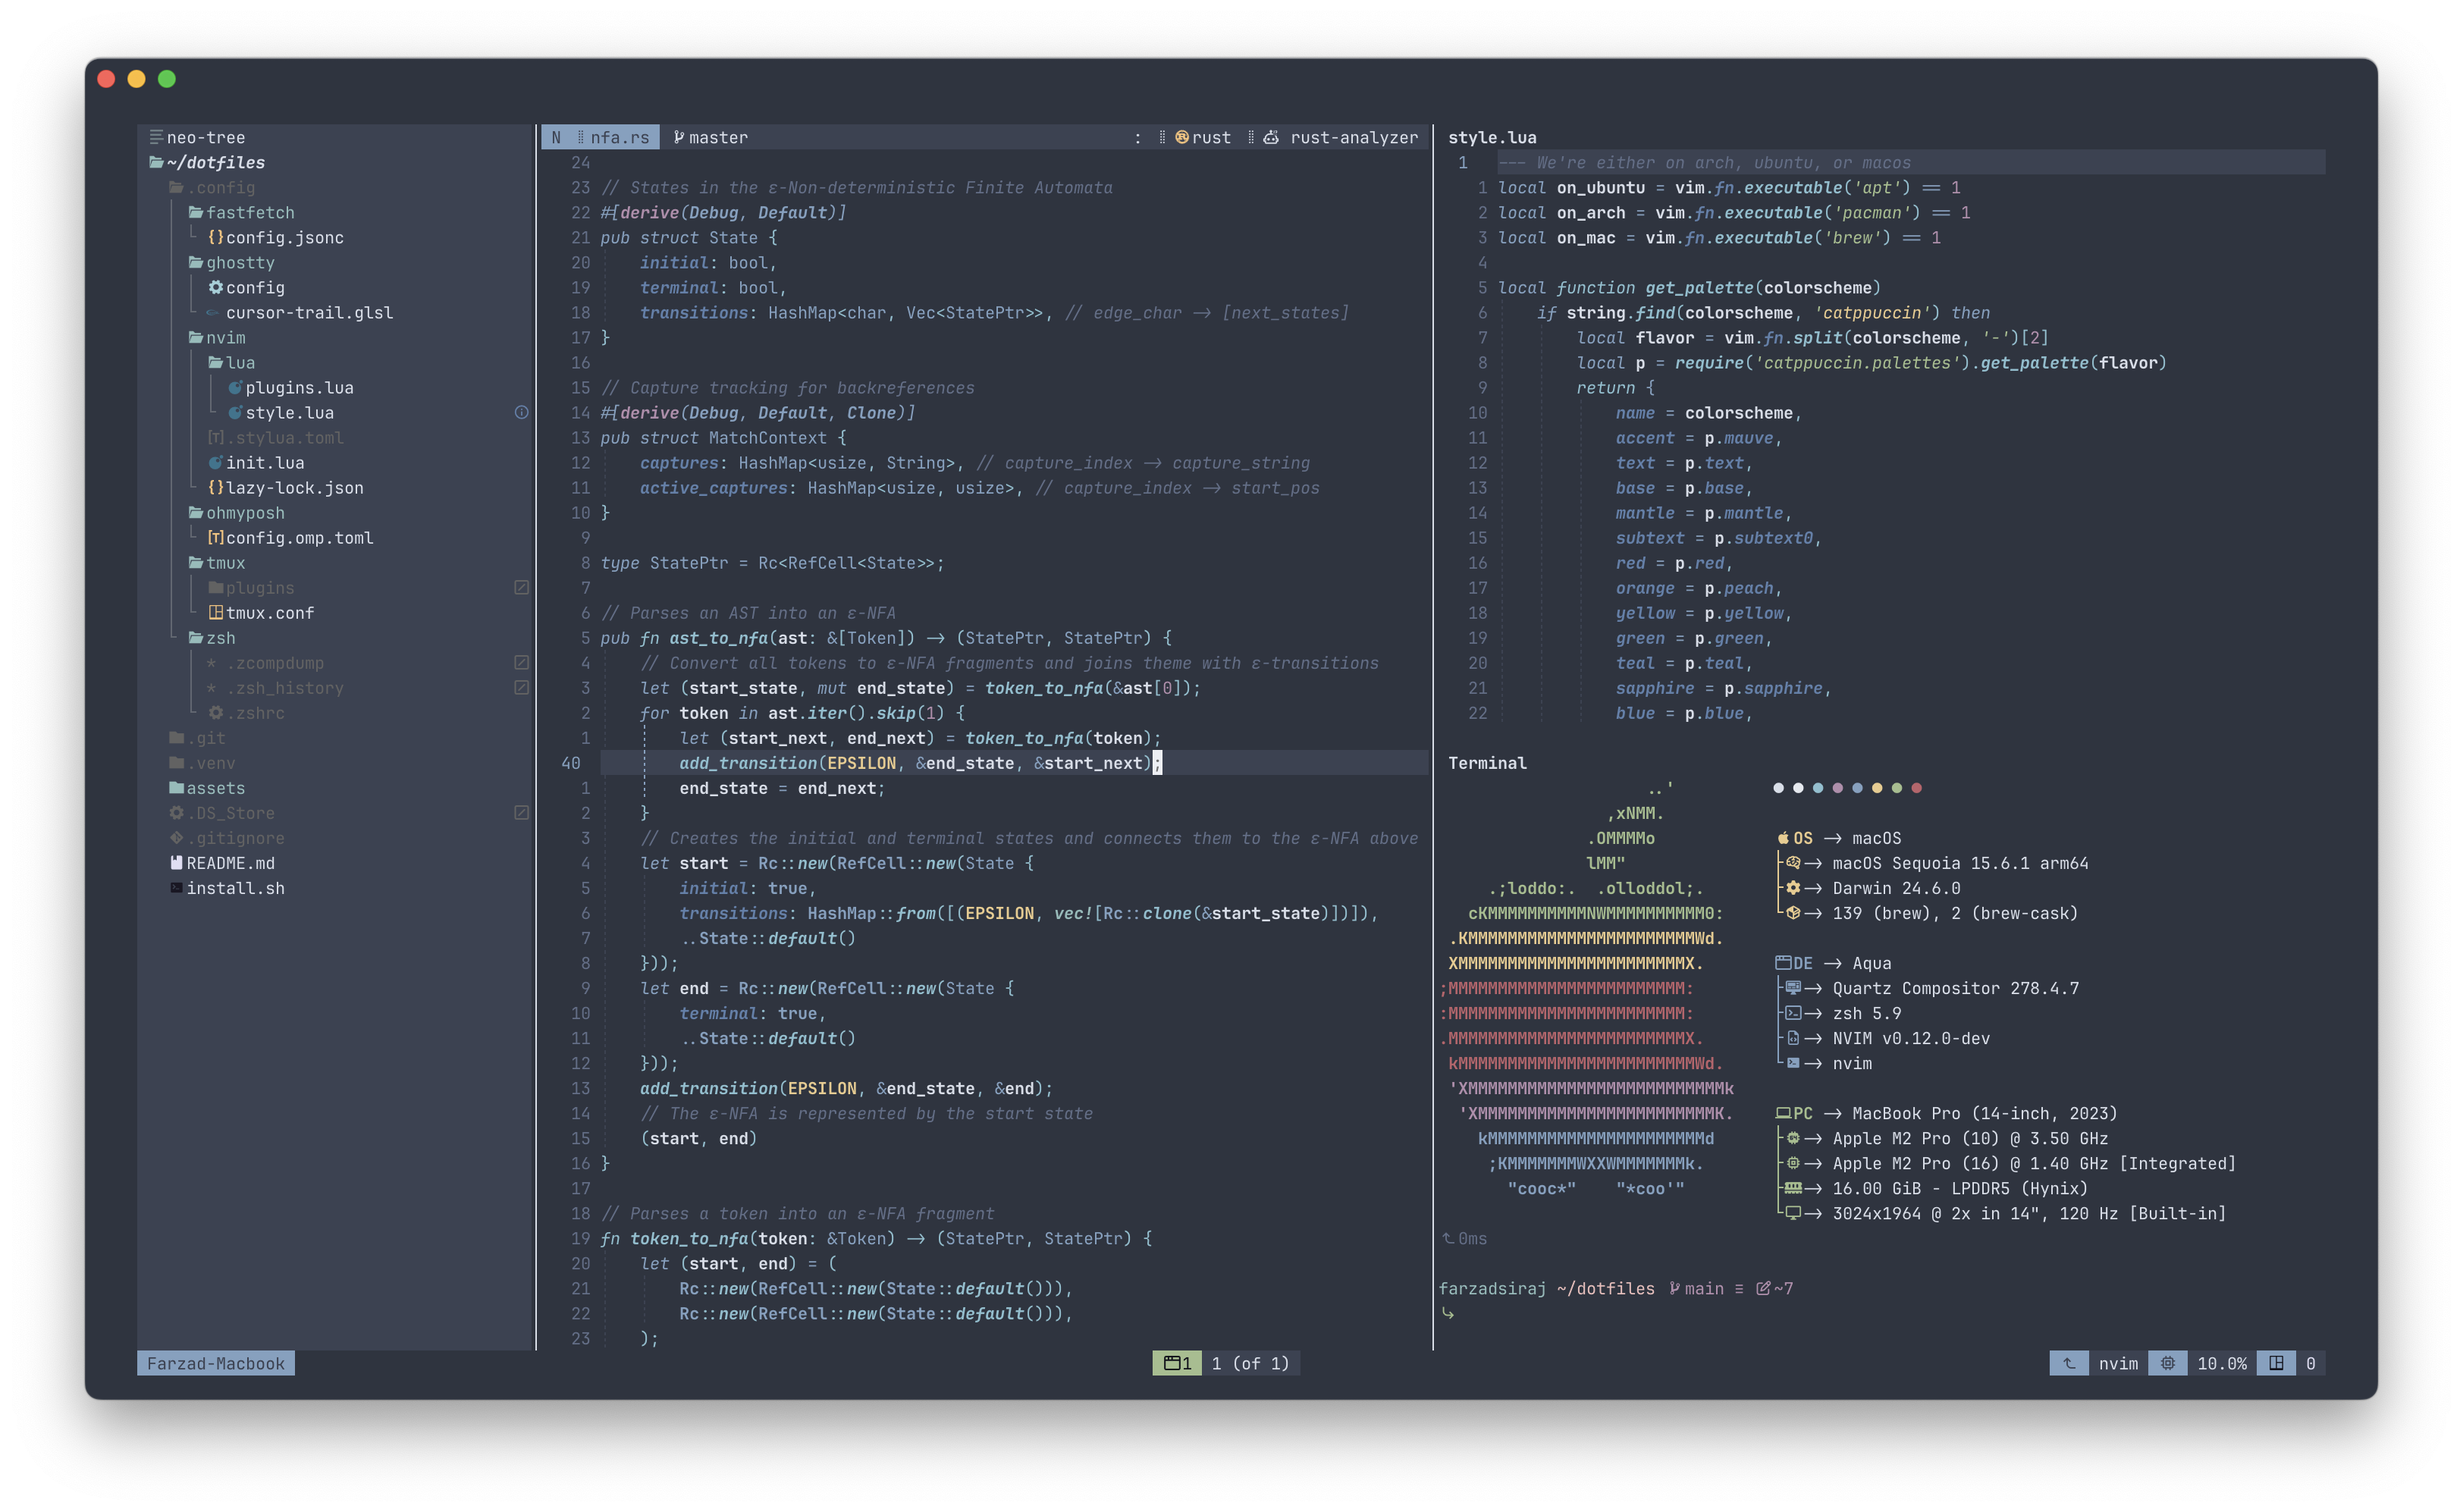 neo-tree
~/dotfiles
.config
fastfetch
{}config.jsonc
ghostty
config
cursor-trail.glsl
nvim
lua
plugins.lua
style.lua
[T].stylua.toml
init.lua
{}lazy-lock.json
ohmyposh
[T]config.omp.toml
tmux
plugins
tmux.conf
zsh
* .zcompdump
* .zsh_history
.zshrc
.git
.venv
assets
.DS_Store
.gitignore
README.md
install.sh
N nfa.rs master : rust rust-analyzer
24
23 // States in the ε-Non-deterministic Finite Automata
22 #[derive(Debug, Default)]
21 pub struct State {
20 initial: bool,
19 terminal: bool,
18 transitions: HashMap<char, Vec<StatePtr>>, // edge_char -> [next_states]
17 }
16
15 // Capture tracking for backreferences
14 #[derive(Debug, Default, Clone)]
13 pub struct MatchContext {
12 captures: HashMap<usize, String>, // capture_index -> capture_string
11 active_captures: HashMap<usize, usize>, // capture_index -> start_pos
10 }
9
8 type StatePtr = Rc<RefCell<State>>;
7
6 // Parses an AST into an ε-NFA
5 pub fn ast_to_nfa(ast: &[Token]) -> (StatePtr, StatePtr) {
4 // Convert all tokens to ε-NFA fragments and joins theme with ε-transitions
3 let (start_state, mut end_state) = token_to_nfa(&ast[0]);
2 for token in ast.iter().skip(1) {
1 let (start_next, end_next) = token_to_nfa(token);
40 add_transition(EPSILON, &end_state, &start_next);
1 end_state = end_next;
2 }
3 // Creates the initial and terminal states and connects them to the ε-NFA above
4 let start = Rc::new(RefCell::new(State {
5 initial: true,
6 transitions: HashMap::from([(EPSILON, vec![Rc::clone(&start_state)])]),
7 ..State::default()
8 }));
9 let end = Rc::new(RefCell::new(State {
10 terminal: true,
11 ..State::default()
12 }));
13 add_transition(EPSILON, &end_state, &end);
14 // The ε-NFA is represented by the start state
15 (start, end)
16 }
17
18 // Parses a token into an ε-NFA fragment
19 fn token_to_nfa(token: &Token) -> (StatePtr, StatePtr) {
20 let (start, end) = (
21 Rc::new(RefCell::new(State::default())),
22 Rc::new(RefCell::new(State::default())),
23 );
style.lua
1 --- We're either on arch, ubuntu, or macos
1 local on_ubuntu = vim.fn.executable('apt') == 1
2 local on_arch = vim.fn.executable('pacman') == 1
3 local on_mac = vim.fn.executable('brew') == 1
4
5 local function get_palette(colorscheme)
6 if string.find(colorscheme, 'catppuccin') then
7 local flavor = vim.fn.split(colorscheme, '-')[2]
8 local p = require('catppuccin.palettes').get_palette(flavor)
9 return {
10 name = colorscheme,
11 accent = p.mauve,
12 text = p.text,
13 base = p.base,
14 mantle = p.mantle,
15 subtext = p.subtext0,
16 red = p.red,
17 orange = p.peach,
18 yellow = p.yellow,
19 green = p.green,
20 teal = p.teal,
21 sapphire = p.sapphire,
22 blue = p.blue,
Terminal
..'
,xNMM.
.OMMMMo
lMM"
.;loddo:. .olloddol;.
cKMMMMMMMMMMNWMMMMMMMMMM0:
.KMMMMMMMMMMMMMMMMMMMMMMMWd.
XMMMMMMMMMMMMMMMMMMMMMMMX.
;MMMMMMMMMMMMMMMMMMMMMMMM:
:MMMMMMMMMMMMMMMMMMMMMMMM:
.MMMMMMMMMMMMMMMMMMMMMMMMX.
kMMMMMMMMMMMMMMMMMMMMMMMMWd.
'XMMMMMMMMMMMMMMMMMMMMMMMMMMk
'XMMMMMMMMMMMMMMMMMMMMMMMMK.
kMMMMMMMMMMMMMMMMMMMMMMd
;KMMMMMMMWXXWMMMMMMMk.
"cooc*" "*coo'"
OS -> macOS
-> macOS Sequoia 15.6.1 arm64
-> Darwin 24.6.0
-> 139 (brew), 2 (brew-cask)
DE -> Aqua
-> Quartz Compositor 278.4.7
-> zsh 5.9
-> NVIM v0.12.0-dev
-> nvim
PC -> MacBook Pro (14-inch, 2023)
-> Apple M2 Pro (10) @ 3.50 GHz
-> Apple M2 Pro (16) @ 1.40 GHz [Integrated]
-> 16.00 GiB - LPDDR5 (Hynix)
-> 3024x1964 @ 2x in 14", 120 Hz [Built-in]
0ms
farzadsiraj ~/dotfiles main ≡ ~7
Farzad-Macbook
1 1 (of 1)
nvim 10.0% 0